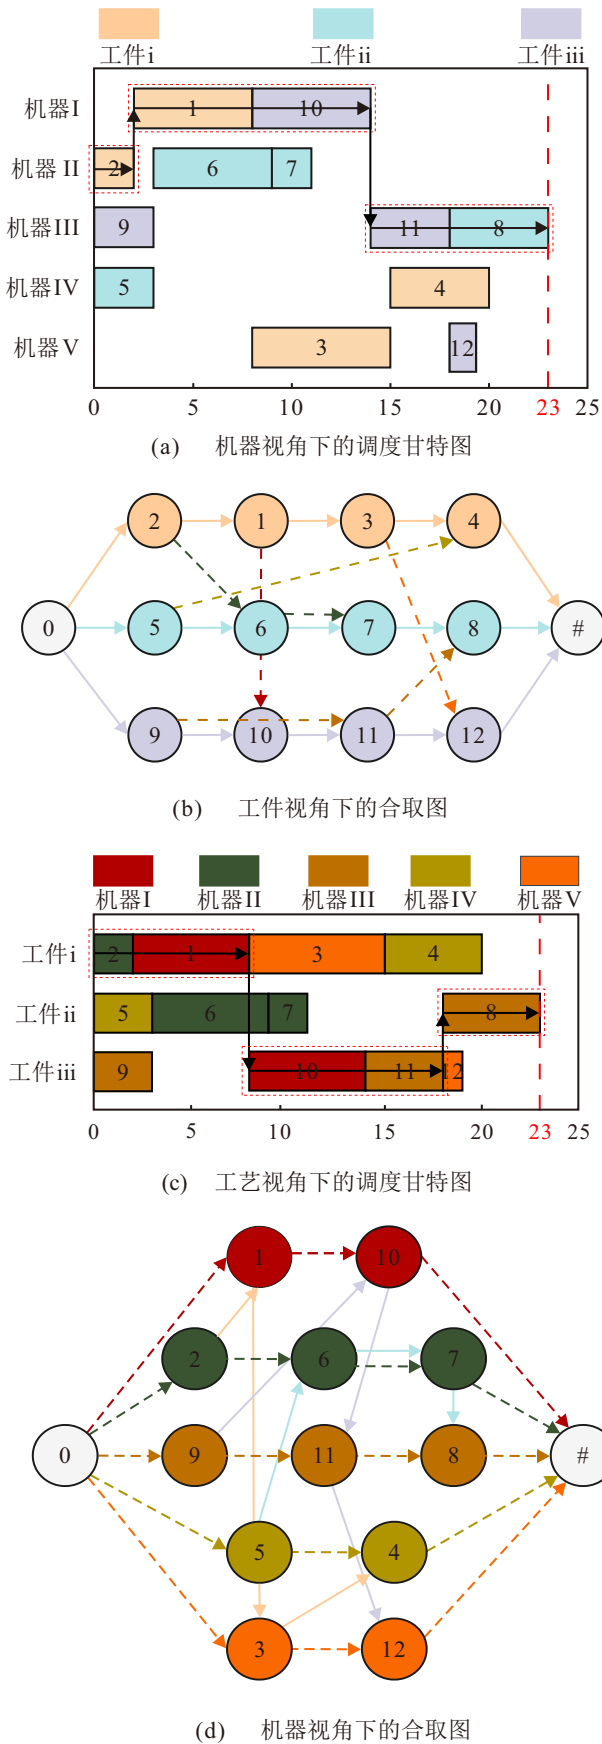 工件i 工件ii 工件iii
机器I 1 10
机器II 2 6 7
机器III 9 11 8
机器IV 5 4
机器V 3 12
0 5 10 15 20 23 25
(a) 机器视角下的调度甘特图
2 1 3 4
0 5 6 7 8 #
9 10 11 12
(b) 工件视角下的合取图
机器I 机器II 机器III 机器IV 机器V
工件i 2 1 3 4
工件ii 5 6 7 8
工件iii 9 10 11 12
0 5 10 15 20 23 25
(c) 工艺视角下的调度甘特图
1 10
2 6 7
0 9 11 8 #
5 4
3 12
(d) 机器视角下的合取图